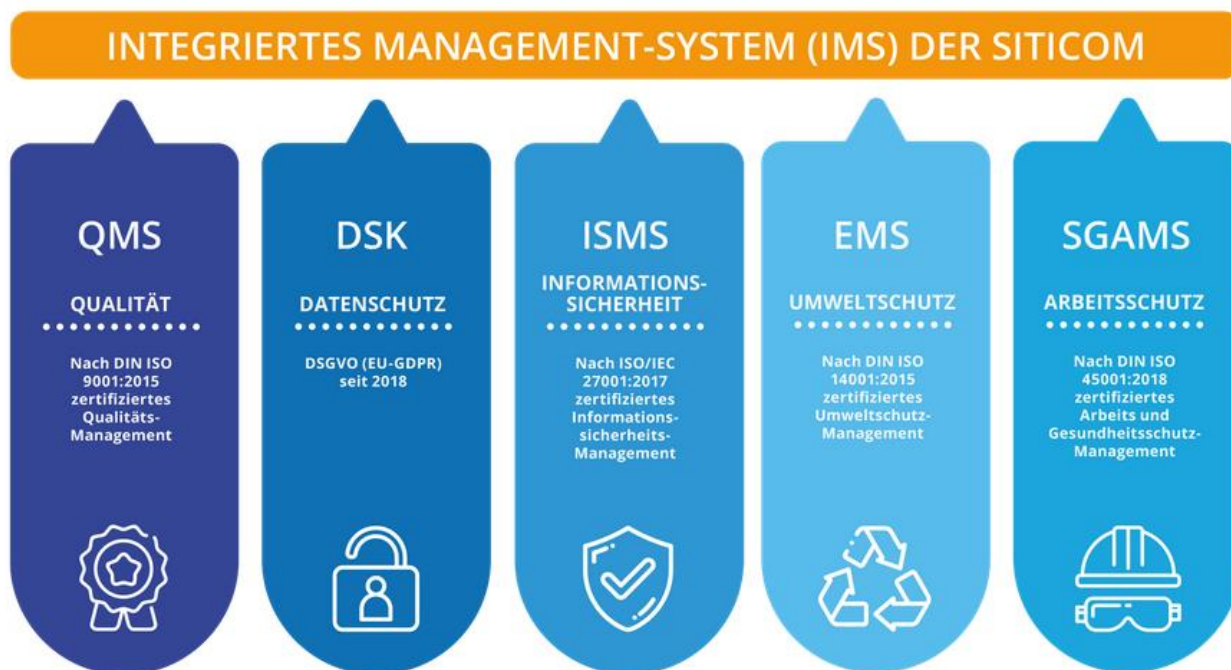 INTEGRIERTES MANAGEMENT-SYSTEM (IMS) DER SITICOM
QMS
QUALITÄT
Nach DIN ISO
9001:2015
zertifiziertes
Qualitäts-
Management
DSK
DATENSCHUTZ
DSGVO (EU-GDPR)
seit 2018
ISMS
INFORMATIONS-
SICHERHEIT
Nach ISO/IEC
27001:2017
zertifiziertes
Informations-
sicherheits-
Management
EMS
UMWELTSCHUTZ
Nach DIN ISO
14001:2015
zertifiziertes
Umweltschutz-
Management
SGAMS
ARBEITSSCHUTZ
Nach DIN ISO
45001:2018
zertifiziertes
Arbeits und
Gesundheitsschutz-
Management